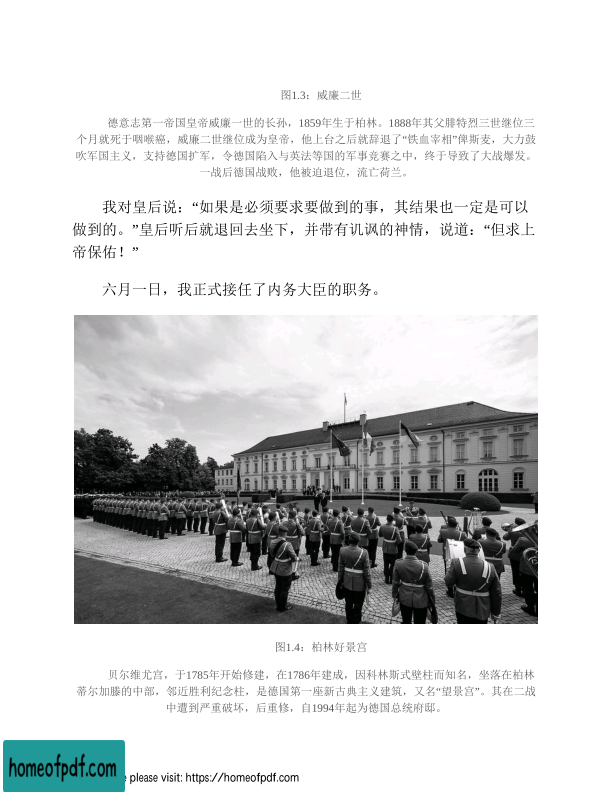 图1.3：威廉二世
德意志第一帝国皇帝威廉一世的长孙，1859年生于柏林。1888年其父腓特烈三世继位三
个月就死于咽喉癌，威廉二世继位成为皇帝，他上台之后就辞退了“铁血宰相”俾斯麦，大力鼓
吹军国主义，支持德国扩军，令德国陷入与英法等国的军事竞赛之中，终于导致了大战爆发。
一战后德国战败，他被迫退位，流亡荷兰。
我对皇后说：“如果是必须要求要做到的事，其结果也一定是可以
做到的。”皇后听后就退回去坐下，并带有讥讽的神情，说道：“但求上
帝保佑！”
六月一日，我正式接任了内务大臣的职务。
图1.4：柏林好景宫
贝尔维尤宫，于1785年开始修建，在1786年建成，因科林斯式壁柱而知名，坐落在柏林
蒂尔加滕的中部，邻近胜利纪念柱，是德国第一座新古典主义建筑，又名“望景宫”。其在二战
中遭到严重破坏，后重修，自1994年起为德国总统府邸。
homeofpdf.com
please visit: https://homeofpdf.com